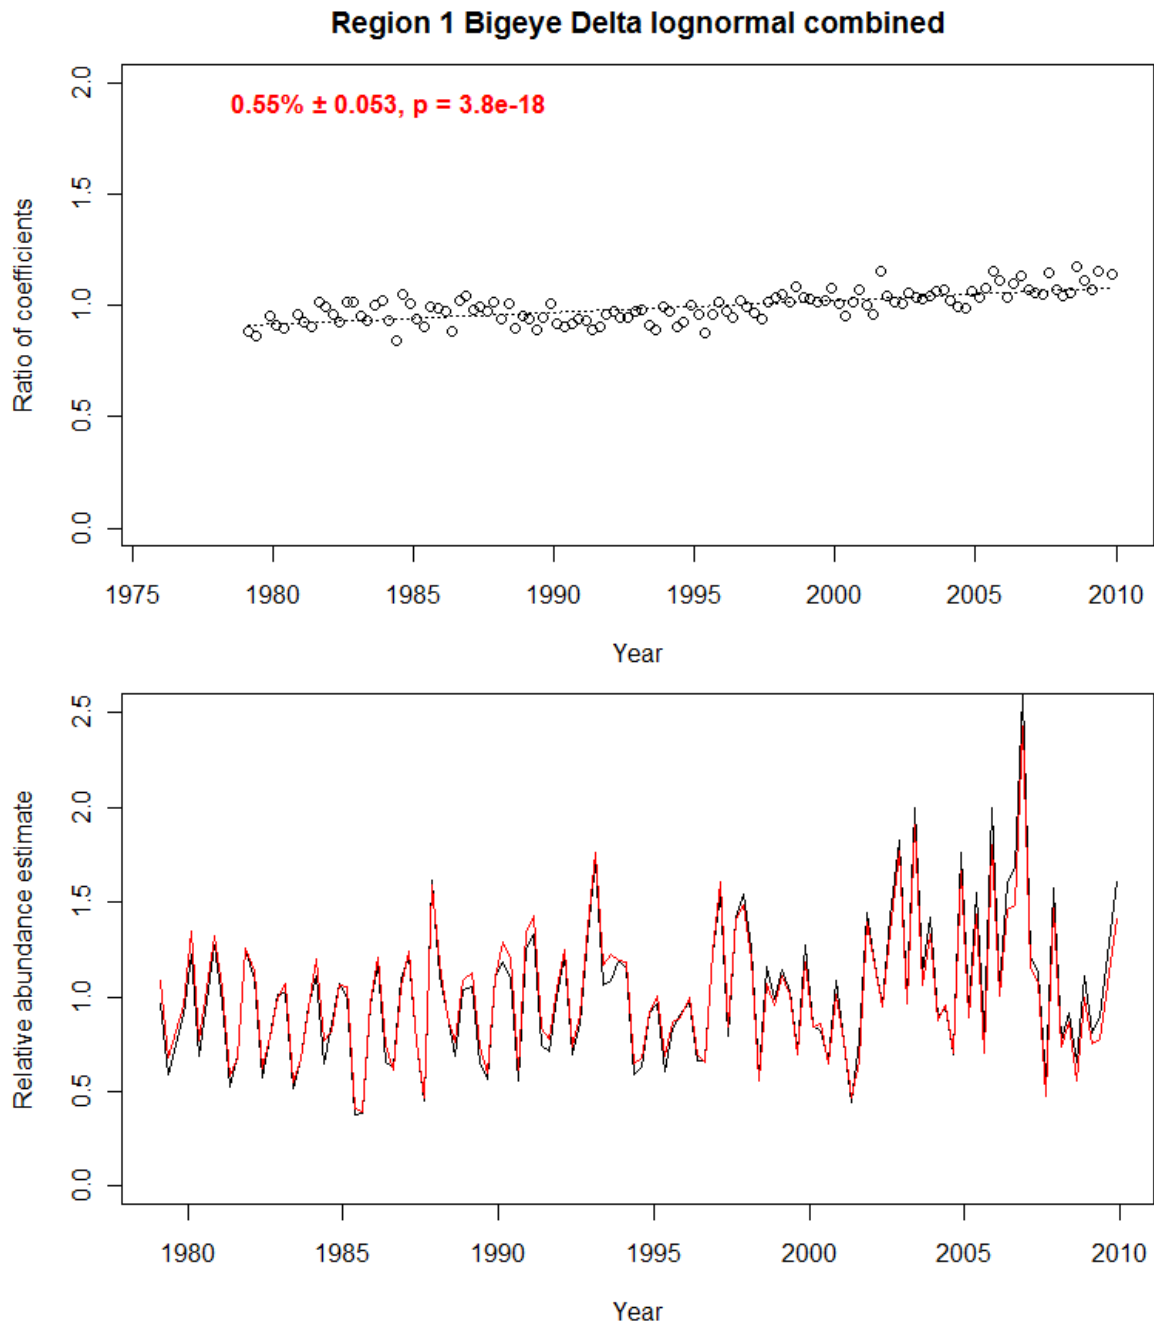 Region 1 Bigeye Delta lognormal combined
0.55% ± 0.053, p = 3.8e-18
Ratio of coefficients
2.0
1.5
1.0
0.5
0.0
1975 1980 1985 1990 1995 2000 2005 2010
Year
Relative abundance estimate
2.5
2.0
1.5
1.0
0.5
0.0
1980 1985 1990 1995 2000 2005 2010
Year